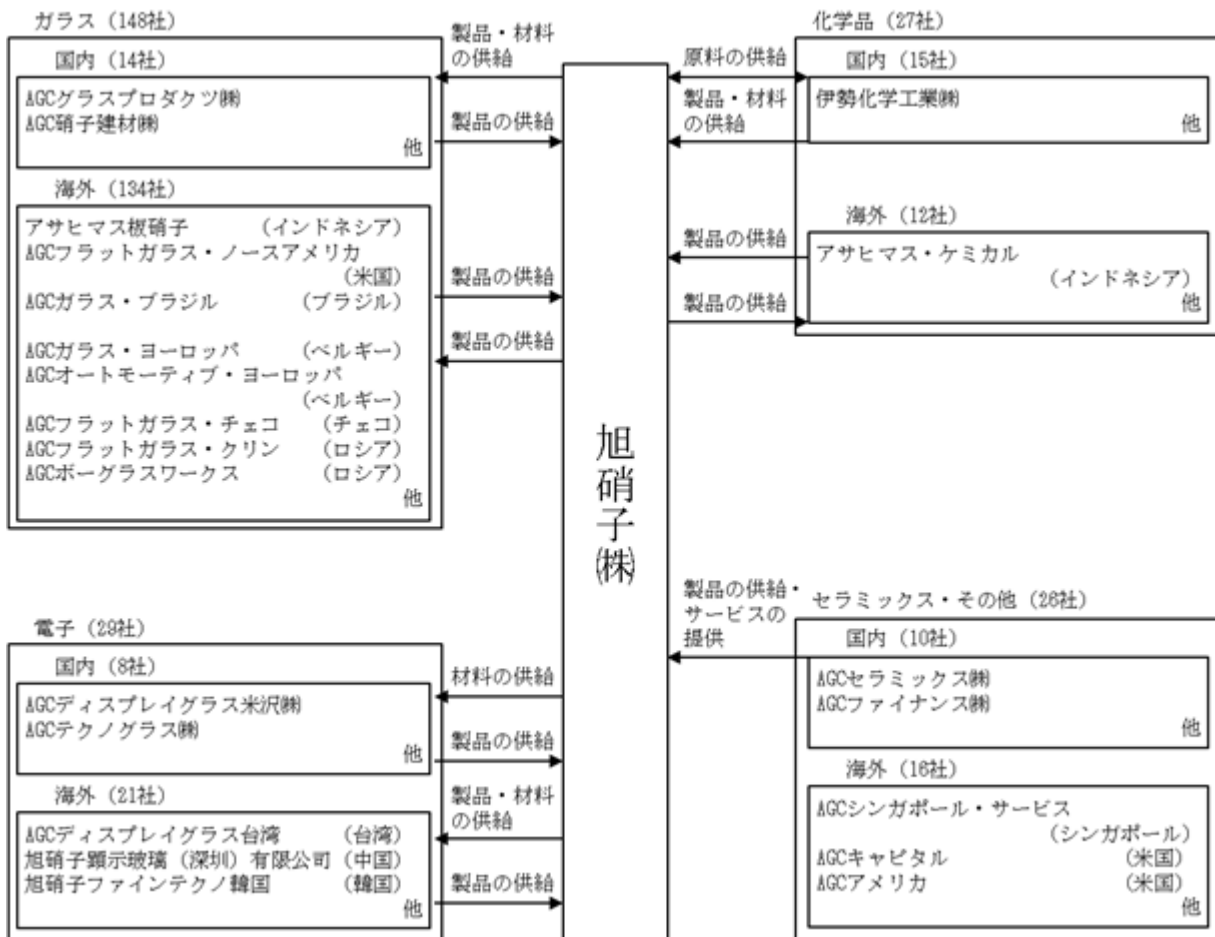 ガラス（148社）
国内（14社）
AGCグラスプロダクツ㈱
AGC硝子建材㈱
他
海外（134社）
アサヒマス板硝子　（インドネシア）
AGCフラットガラス・ノースアメリカ
（米国）
AGCガラス・ブラジル　（ブラジル）
AGCガラス・ヨーロッパ　（ベルギー）
AGCオートモーティブ・ヨーロッパ
（ベルギー）
AGCフラットガラス・チェコ　（チェコ）
AGCフラットガラス・クリン　（ロシア）
AGCボーグラスワークス　（ロシア）
他
製品・材料
の供給
製品の供給
製品の供給
製品の供給
電子（29社）
国内（8社）
AGCディスプレイグラス米沢㈱
AGCテクノグラス㈱
他
海外（21社）
AGCディスプレイグラス台湾　（台湾）
旭硝子顕示玻璃（深圳）有限公司（中国）
旭硝子ファインテクノ韓国　（韓国）
他
材料の供給
製品の供給
製品・材料
の供給
製品の供給
旭硝子㈱
原料の供給
製品・材料
の供給
製品の供給
製品の供給
化学品（27社）
国内（15社）
伊勢化学工業㈱
他
海外（12社）
アサヒマス・ケミカル
（インドネシア）
他
製品の供給・
サービスの
提供
セラミックス・その他（26社）
国内（10社）
AGCセラミックス㈱
AGCファイナンス㈱
他
海外（16社）
AGCシンガポール・サービス
（シンガポール）
AGCキャピタル　（米国）
AGCアメリカ　（米国）
他